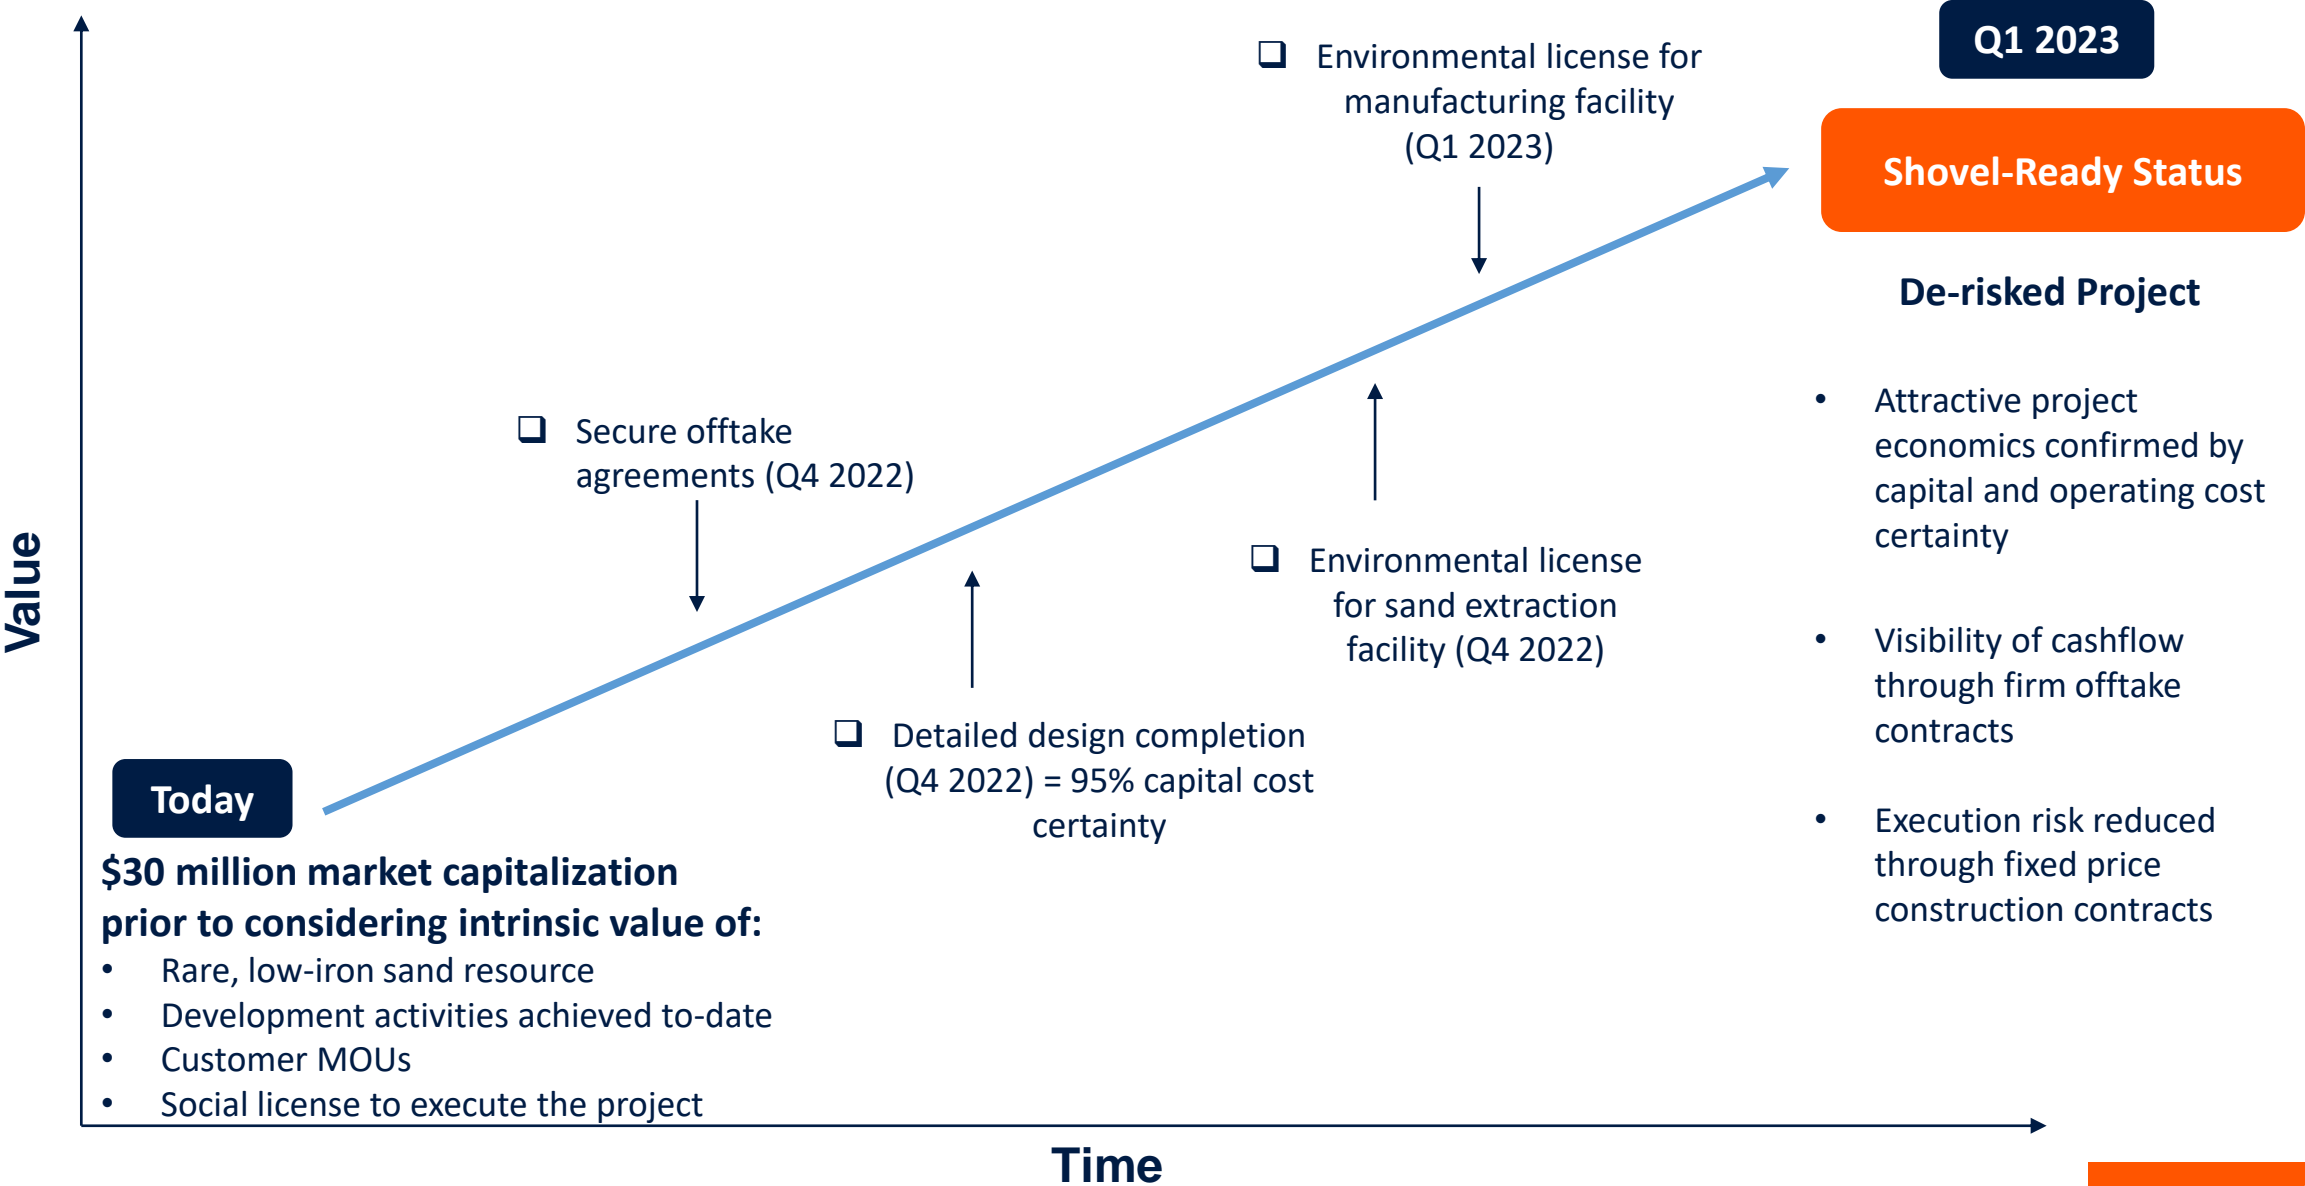 Q1 2023
Environmental license for
manufacturing facility
(Q1 2023)
Shovel-Ready Status
De-risked Project
• Attractive project
economics confirmed by
capital and operating cost
certainty
• Visibility of cashflow
through firm offtake
contracts
• Execution risk reduced
through fixed price
construction contracts
Secure offtake
agreements (Q4 2022)
Environmental license
for sand extraction
facility (Q4 2022)
Detailed design completion
(Q4 2022) = 95% capital cost
certainty
Value
Today
$30 million market capitalization
prior to considering intrinsic value of:
• Rare, low-iron sand resource
• Development activities achieved to-date
• Customer MOUs
• Social license to execute the project
Time